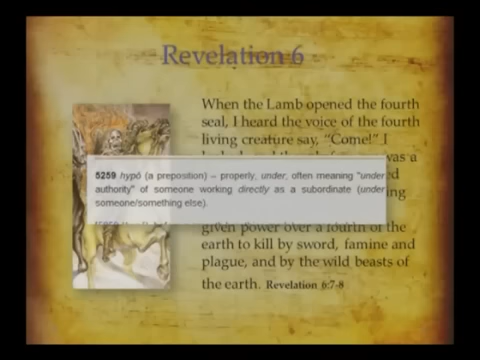 Revelation 6
When the Lamb opened the fourth
seal, I heard the voice of the fourth
living creature say, “Come!” I
was a
5259 hypó (a preposition) – properly, under, often meaning "under
authority" of someone working directly as a subordinate (under
someone/something else).
ing
given power over a fourth of the
earth to kill by sword, famine and
plague, and by the wild beasts of
the earth. Revelation 6:7-8